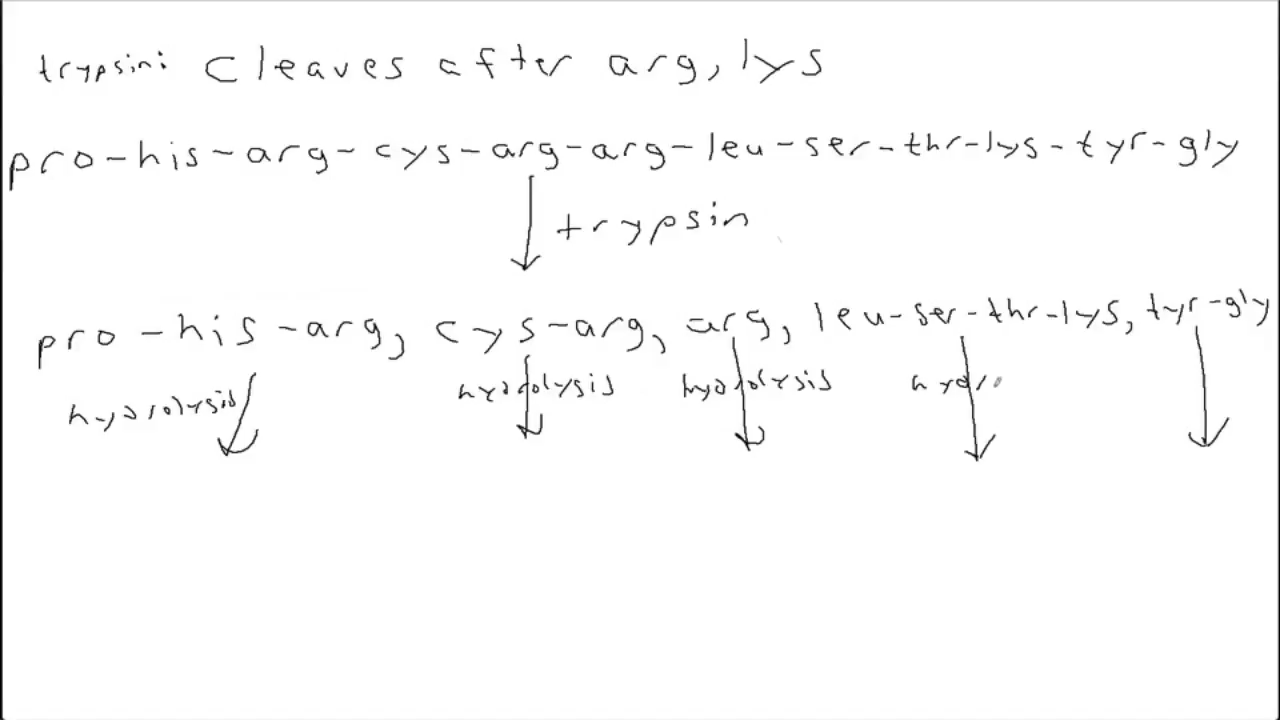 trypsin: cleaves after arg, lys
pro-his-arg-cys-arg-arg-leu-ser-thr-lys-tyr-gly
trypsin
pro-his-arg, cys-arg, arg, leu-ser-thr-lys, tyr-gly
hydrolysis hydrolysis hydrolysis hydr